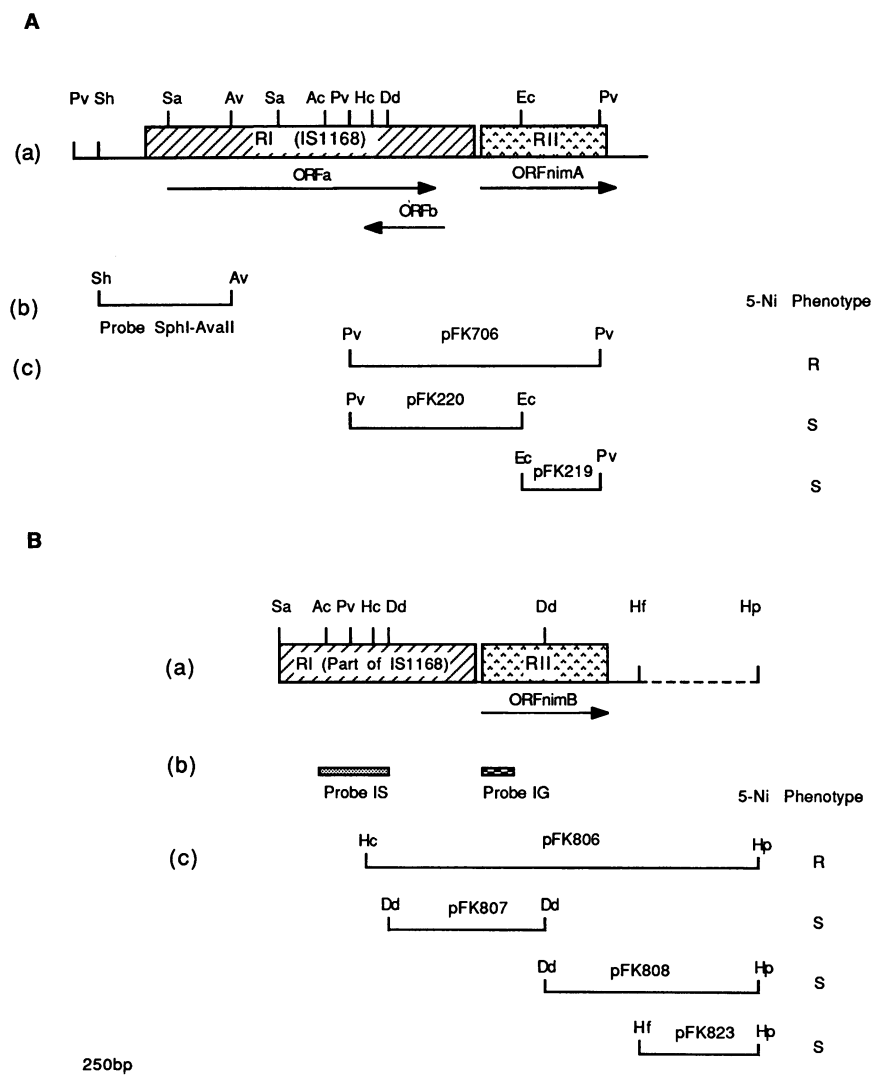 A
Pv Sh Sa Av Sa Ac Pv Hc Dd Ec Pv
(a) RI (IS1168) RII
ORFa ORFnimA
ORFb
Sh Av
(b) 5-Ni Phenotype
Probe SphI-AvaII
Pv pFK706 Pv
(c) R
Pv pFK220 Ec
S
Ec pFK219 Pv
S
B
Sa Ac Pv Hc Dd Dd Hf Hp
(a) RI (Part of IS1168) RII
ORFnimB
(b)
Probe IS Probe IG 5-Ni Phenotype
Hc pFK806 Hp
(c) R
Dd pFK807 Dd
S
Dd pFK808 Hp
S
Hf pFK823 Hp
S
250bp